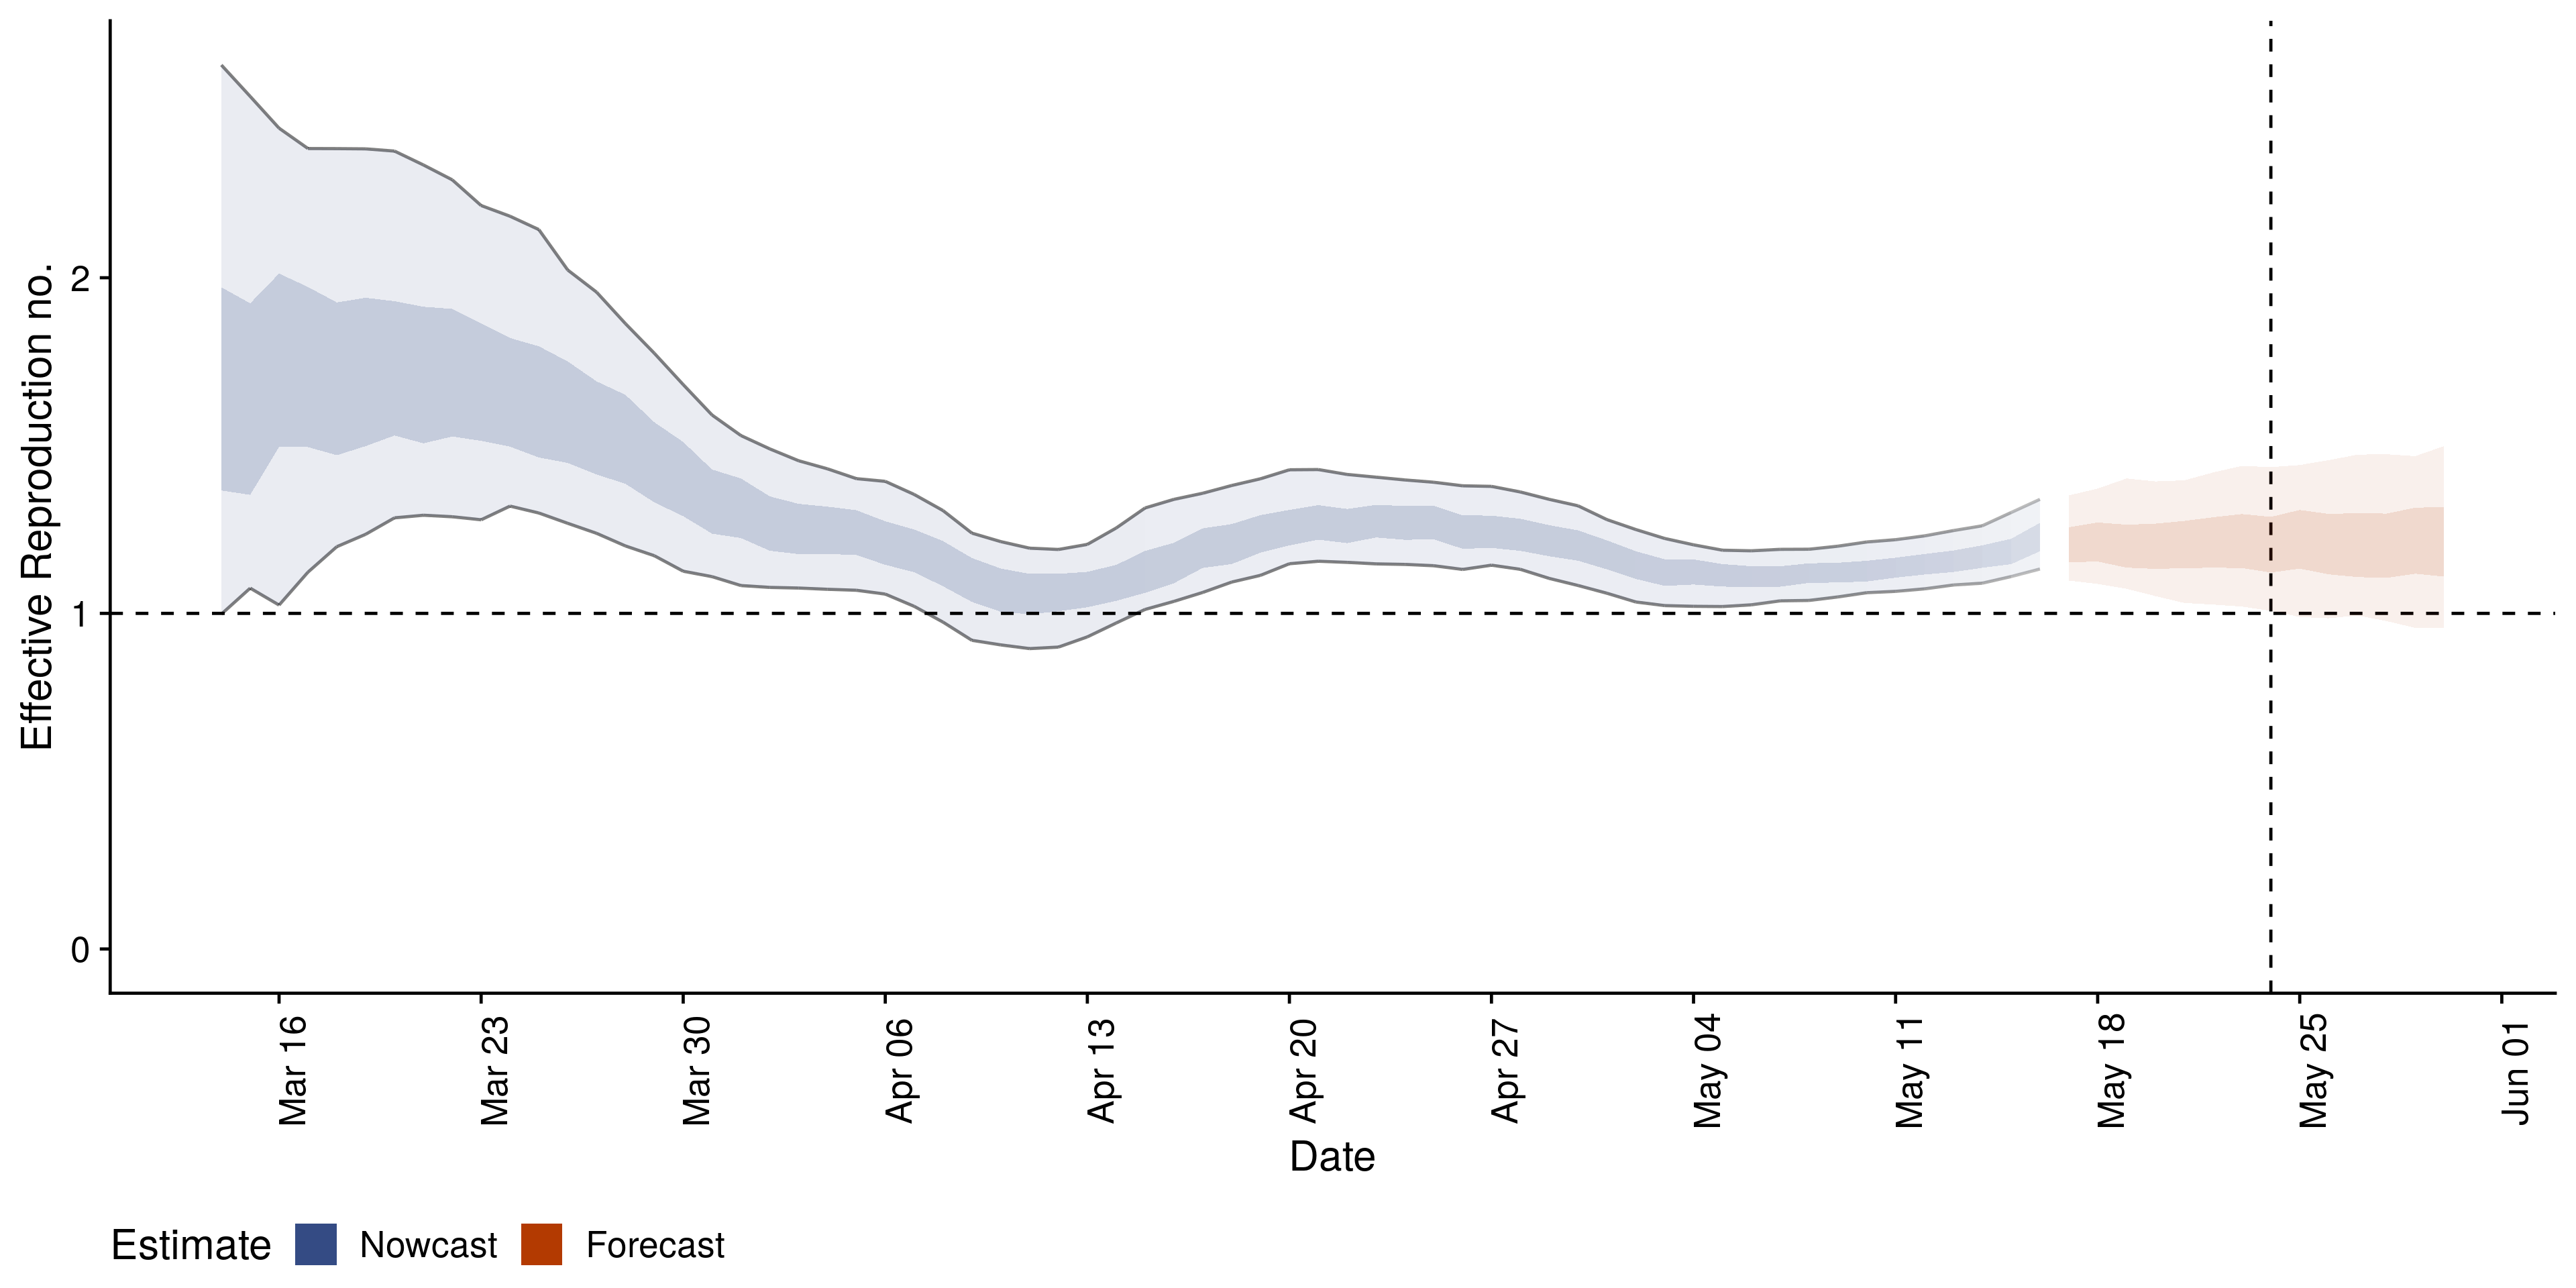 Effective Reproduction no.
2
1
0
Mar 16
Mar 23
Mar 30
Apr 06
Apr 13
Apr 20
Apr 27
May 04
May 11
May 18
May 25
Jun 01
Date
Estimate Nowcast Forecast